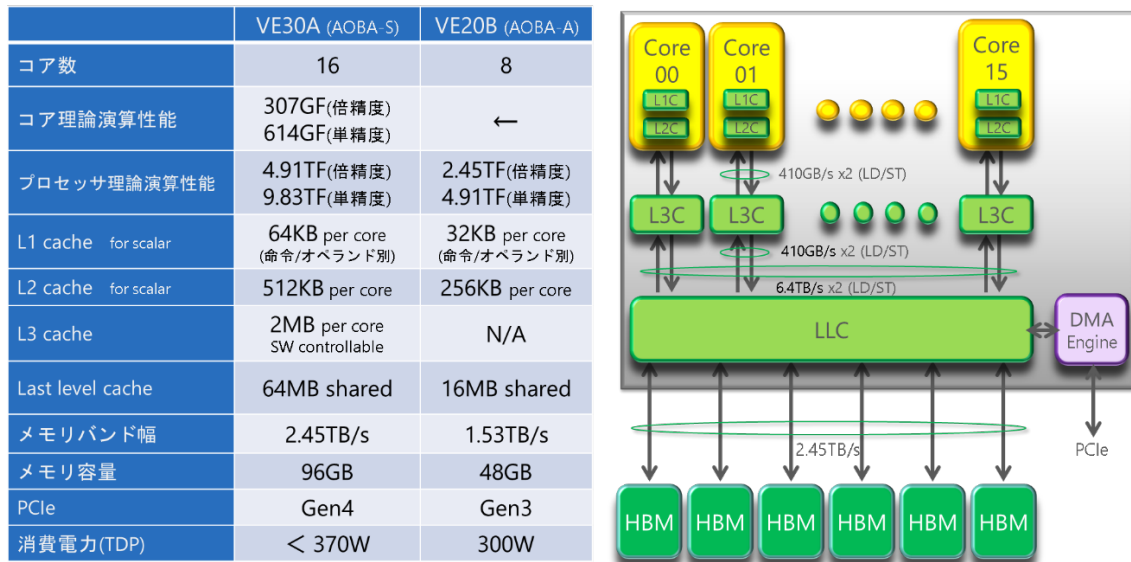 VE30A (AOBA-S) VE20B (AOBA-A)
コア数 16 8
コア理論演算性能 307GF(倍精度) ←
614GF(単精度)
プロセッサ理論演算性能 4.91TF(倍精度) 2.45TF(倍精度)
9.83TF(単精度) 4.91TF(単精度)
L1 cache for scalar 64KB per core 32KB per core
(命令/オペランド別) (命令/オペランド別)
L2 cache for scalar 512KB per core 256KB per core
L3 cache 2MB per core N/A
SW controllable
Last level cache 64MB shared 16MB shared
メモリバンド幅 2.45TB/s 1.53TB/s
メモリ容量 96GB 48GB
PCIe Gen4 Gen3
消費電力(TDP) < 370W 300W
Core Core Core
00 01 15
L1C L1C L1C
L2C L2C L2C
410GB/s x2 (LD/ST)
L3C L3C L3C
410GB/s x2 (LD/ST)
6.4TB/s x2 (LD/ST)
LLC
DMA
Engine
2.45TB/s
PCIe
HBM HBM HBM HBM HBM HBM